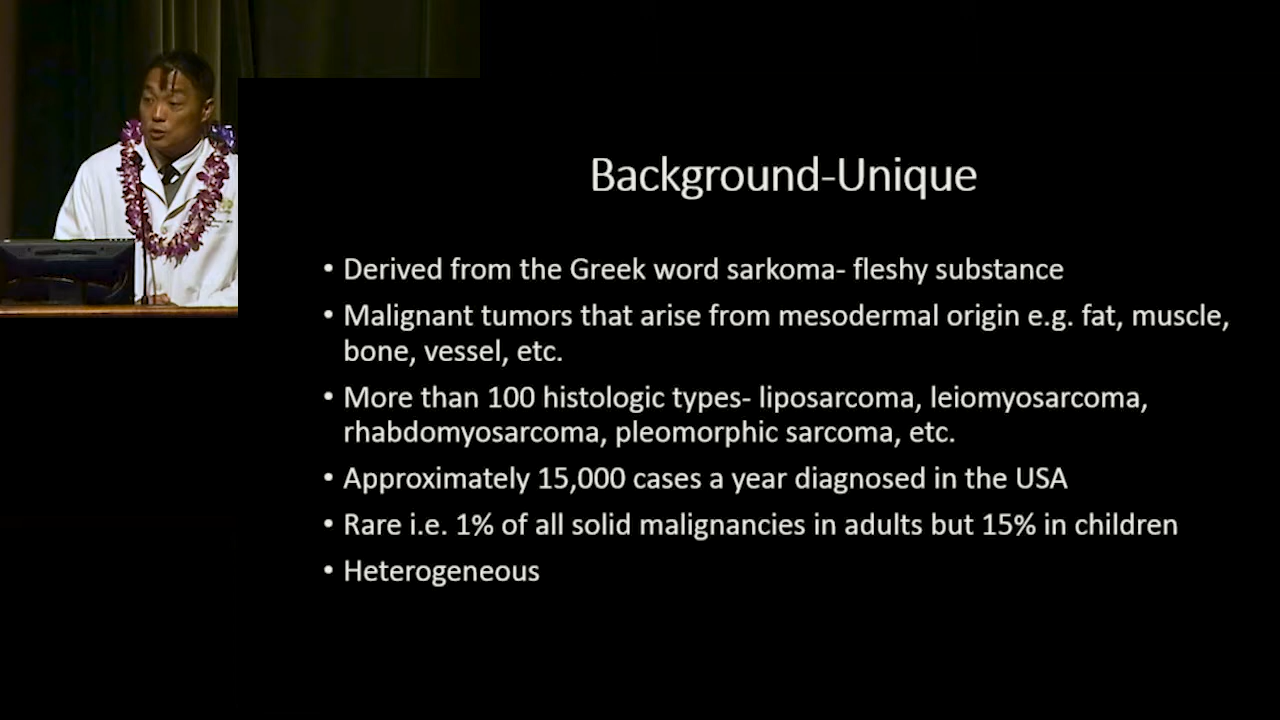 Background-Unique
• Derived from the Greek word sarkoma- fleshy substance
• Malignant tumors that arise from mesodermal origin e.g. fat, muscle,
bone, vessel, etc.
• More than 100 histologic types- liposarcoma, leiomyosarcoma,
rhabdomyosarcoma, pleomorphic sarcoma, etc.
• Approximately 15,000 cases a year diagnosed in the USA
• Rare i.e. 1% of all solid malignancies in adults but 15% in children
• Heterogeneous